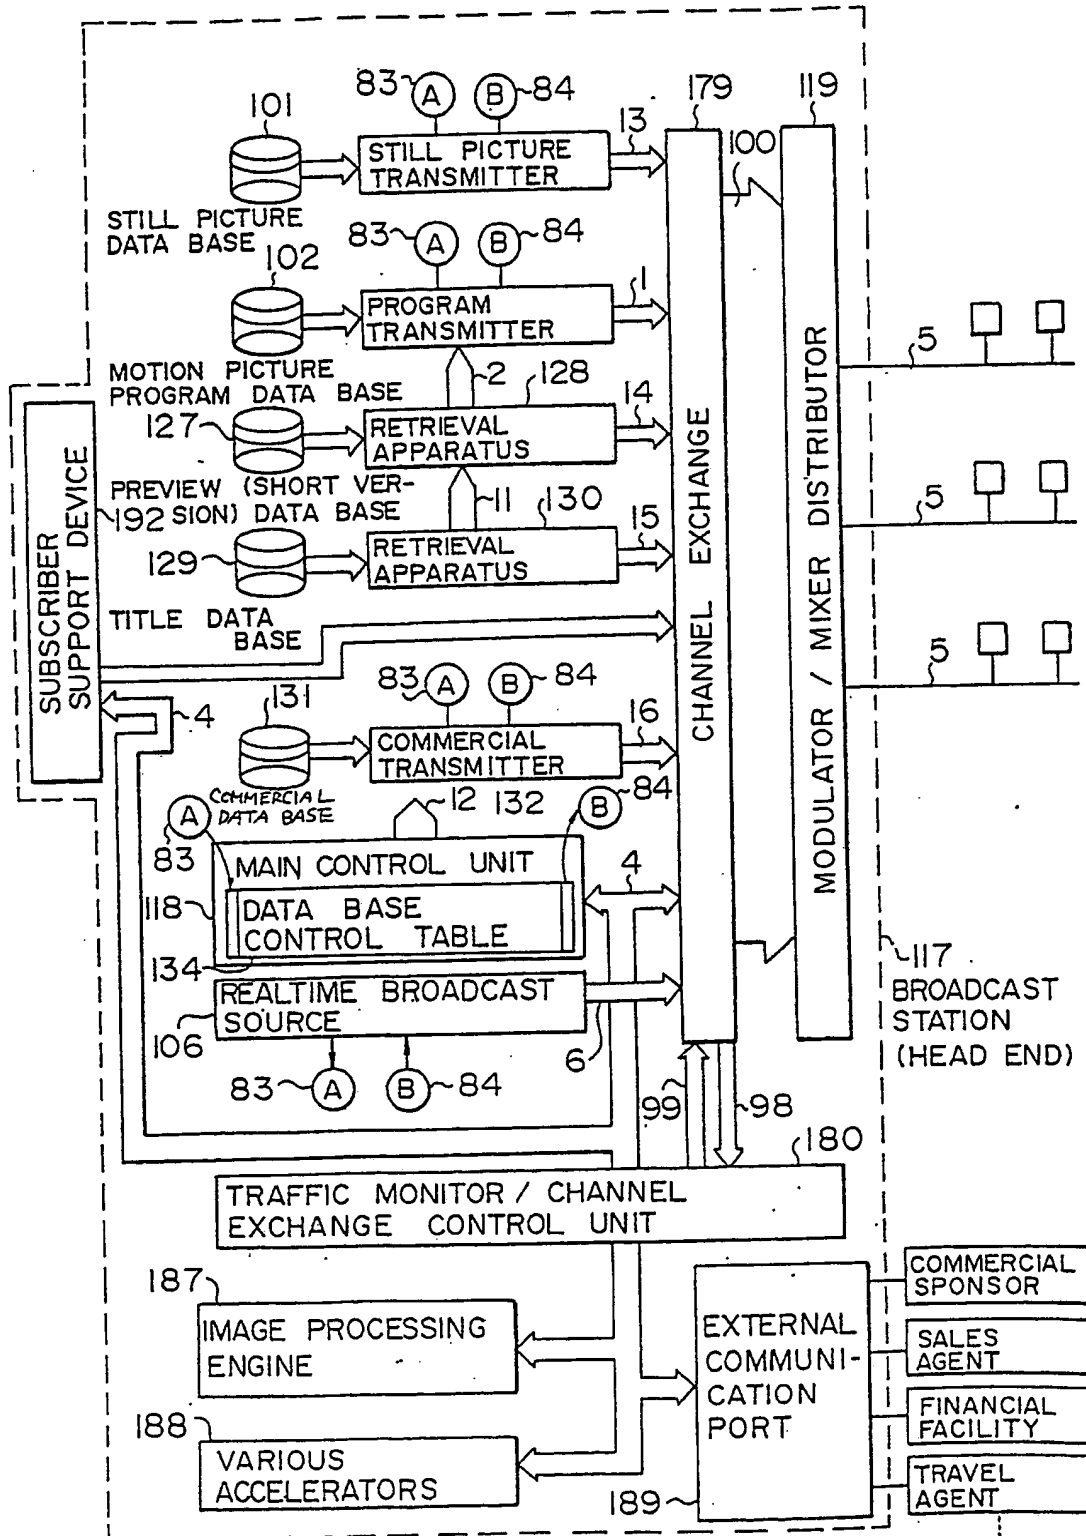 83 A B 84 179 119
101 13 100
STILL PICTURE
TRANSMITTER
STILL PICTURE
DATA BASE
83 A B 84
102 1
PROGRAM
TRANSMITTER
5
MOTION PICTURE
PROGRAM DATA BASE
2 128
127 14
RETRIEVAL
APPARATUS
PREVIEW (SHORT VER-
SION) DATA BASE
192
11 130
129 15
RETRIEVAL
APPARATUS
5
TITLE DATA
BASE
SUBSCRIBER
SUPPORT DEVICE
CHANNEL EXCHANGE
MODULATOR / MIXER DISTRIBUTOR
83 A B 84
5
4 131 16
COMMERCIAL
TRANSMITTER
COMMERCIAL
DATA BASE
12 132 84
A B
83
MAIN CONTROL UNIT
4
118
DATA BASE
CONTROL TABLE
134
REALTIME BROADCAST
SOURCE
106 6
117
BROADCAST
STATION
(HEAD END)
83 A B 84
99 98
180
TRAFFIC MONITOR / CHANNEL
EXCHANGE CONTROL UNIT
187
IMAGE PROCESSING
ENGINE
188
VARIOUS
ACCELERATORS
EXTERNAL
COMMUNI-
CATION
PORT
189
COMMERCIAL
SPONSOR
SALES
AGENT
FINANCIAL
FACILITY
TRAVEL
AGENT